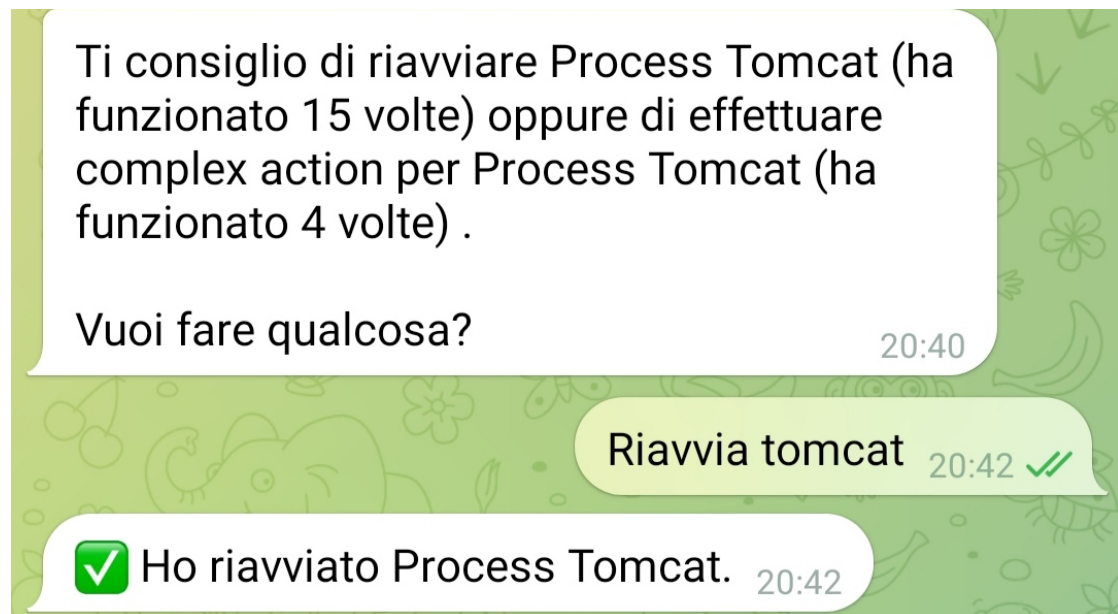 Ti consiglio di riavviare Process Tomcat (ha
funzionato 15 volte) oppure di effettuare
complex action per Process Tomcat (ha
funzionato 4 volte) .
Vuoi fare qualcosa?
20:40
Riavvia tomcat 20:42
✅ Ho riavviato Process Tomcat. 20:42